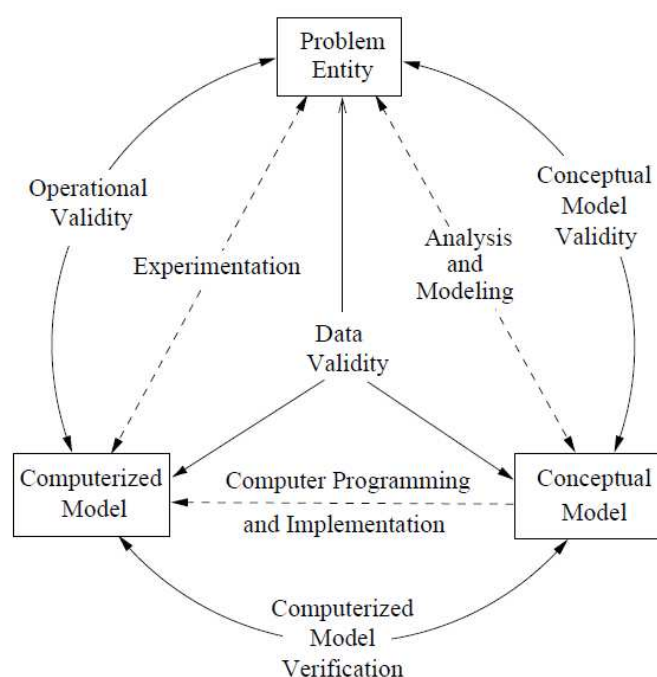 Problem
Entity
Operational
Validity
Conceptual
Model
Validity
Experimentation
Analysis
and
Modeling
Data
Validity
Computerized
Model
Computer Programming
and Implementation
Conceptual
Model
Computerized
Model
Verification